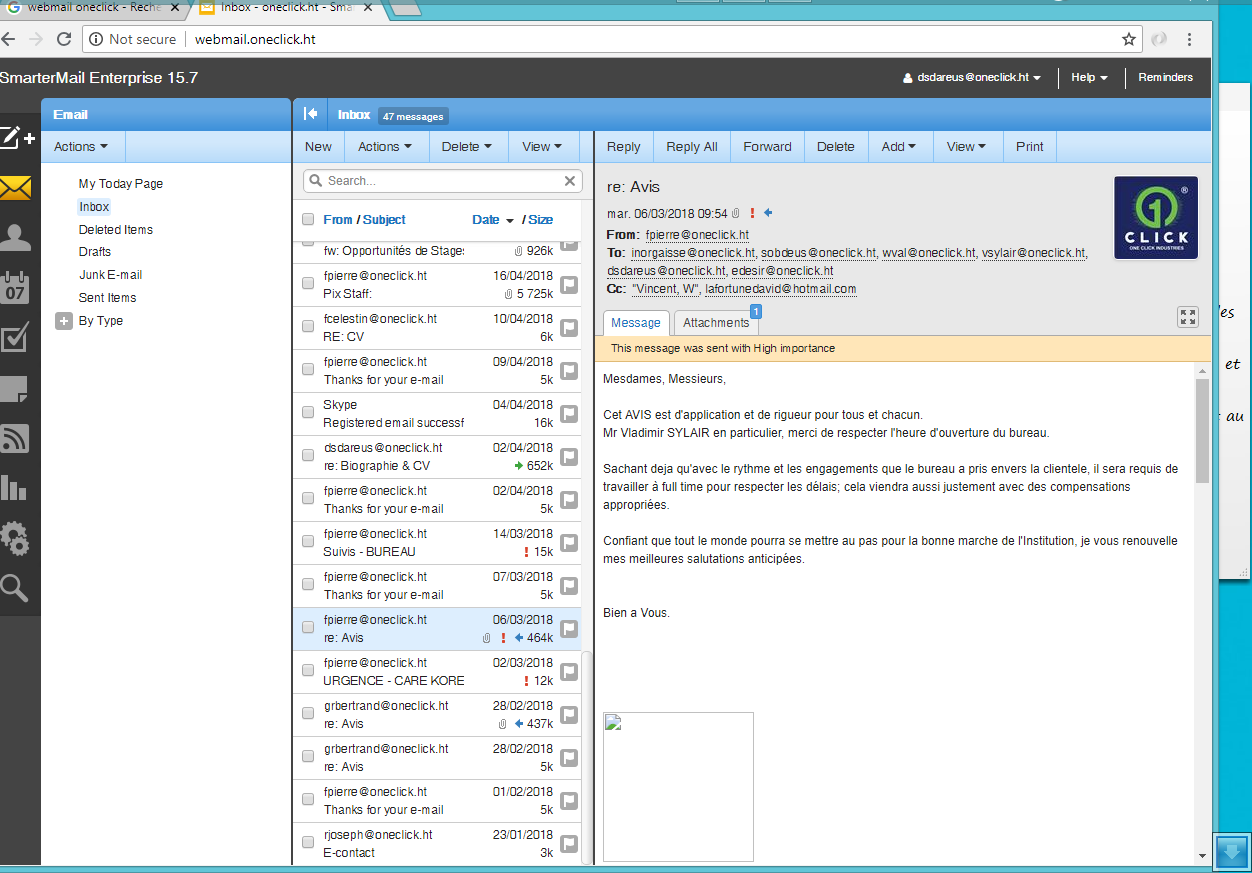 webmail oneclick - Reche
Inbox - oneclick.ht - Smar
Not secure
webmail.oneclick.ht
SmarterMail Enterprise 15.7
dsdareus@oneclick.ht
Help
Reminders
Email
Inbox
47 messages
Actions
New
Actions
Delete
View
Reply
Reply All
Forward
Delete
Add
View
Print
My Today Page
Inbox
Deleted Items
Drafts
Junk E-mail
Sent Items
By Type
07
Search...
From / Subject
Date
/ Size
fw: Opportunités de Stages
926k
fpierre@oneclick.ht
16/04/2018
Pix Staff:
5 725k
fcelestin@oneclick.ht
10/04/2018
RE: CV
6k
fpierre@oneclick.ht
09/04/2018
Thanks for your e-mail
5k
Skype
04/04/2018
Registered email successf
16k
dsdareus@oneclick.ht
02/04/2018
re: Biographie & CV
652k
fpierre@oneclick.ht
02/04/2018
Thanks for your e-mail
5k
fpierre@oneclick.ht
14/03/2018
Suivis - BUREAU
! 15k
fpierre@oneclick.ht
07/03/2018
Thanks for your e-mail
5k
fpierre@oneclick.ht
06/03/2018
re: Avis
! 464k
fpierre@oneclick.ht
02/03/2018
URGENCE - CARE KORE
! 12k
grbertrand@oneclick.ht
28/02/2018
re: Avis
437k
grbertrand@oneclick.ht
28/02/2018
re: Avis
5k
fpierre@oneclick.ht
01/02/2018
Thanks for your e-mail
5k
rjoseph@oneclick.ht
23/01/2018
E-contact
3k
re: Avis
mar. 06/03/2018 09:54 !
From: fpierre@oneclick.ht
To: inorgaisse@oneclick.ht, sobdeus@oneclick.ht, wval@oneclick.ht, vsylair@oneclick.ht,
dsdareus@oneclick.ht, edesir@oneclick.ht
Cc: "Vincent, W", lafortunedavid@hotmail.com
1
®
CLICK
ONE CLICK INDUSTRIES
Message
Attachments
1
This message was sent with High importance
Mesdames, Messieurs,
Cet AVIS est d'application et de rigueur pour tous et chacun.
Mr Vladimir SYLAIR en particulier, merci de respecter l'heure d'ouverture du bureau.
Sachant deja qu'avec le rythme et les engagements que le bureau a pris envers la clientele, il sera requis de
travailler à full time pour respecter les délais; cela viendra aussi justement avec des compensations
appropriées.
Confiant que tout le monde pourra se mettre au pas pour la bonne marche de l'Institution, je vous renouvelle
mes meilleures salutations anticipées.
Bien a Vous.
les
et
au